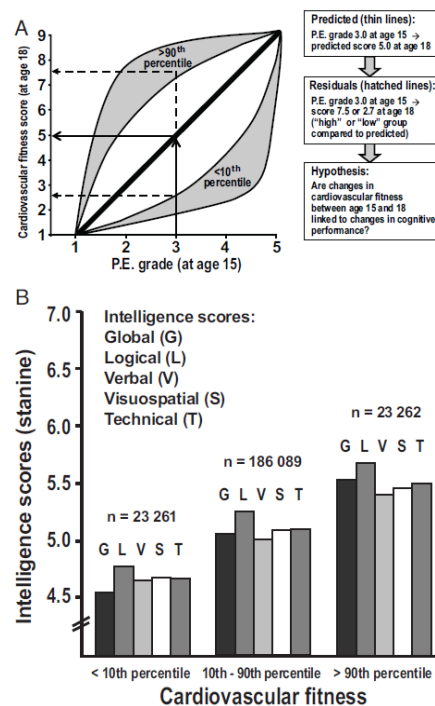 A
Cardiovascular fitness score (at age 18)
9
8
7
6
5
4
3
2
1
>90th
percentile
<10th
percentile
1 2 3 4 5
P.E. grade (at age 15)
Predicted (thin lines):
P.E. grade 3.0 at age 15 →
predicted score 5.0 at age 18
Residuals (hatched lines):
P.E. grade 3.0 at age 15 →
score 7.5 or 2.7 at age 18
("high" or "low" group
compared to predicted)
Hypothesis:
Are changes in
cardiovascular fitness
between age 15 and 18
linked to changes in cognitive
performance?
B
Intelligence scores (stanine)
7.0
6.5
6.0
5.5
5.0
4.5
Intelligence scores:
Global (G)
Logical (L)
Verbal (V)
Visuospatial (S)
Technical (T)
n = 23 261
G L V S T
n = 186 089
G L V S T
n = 23 262
G L V S T
< 10th percentile 10th - 90th percentile > 90th percentile
Cardiovascular fitness